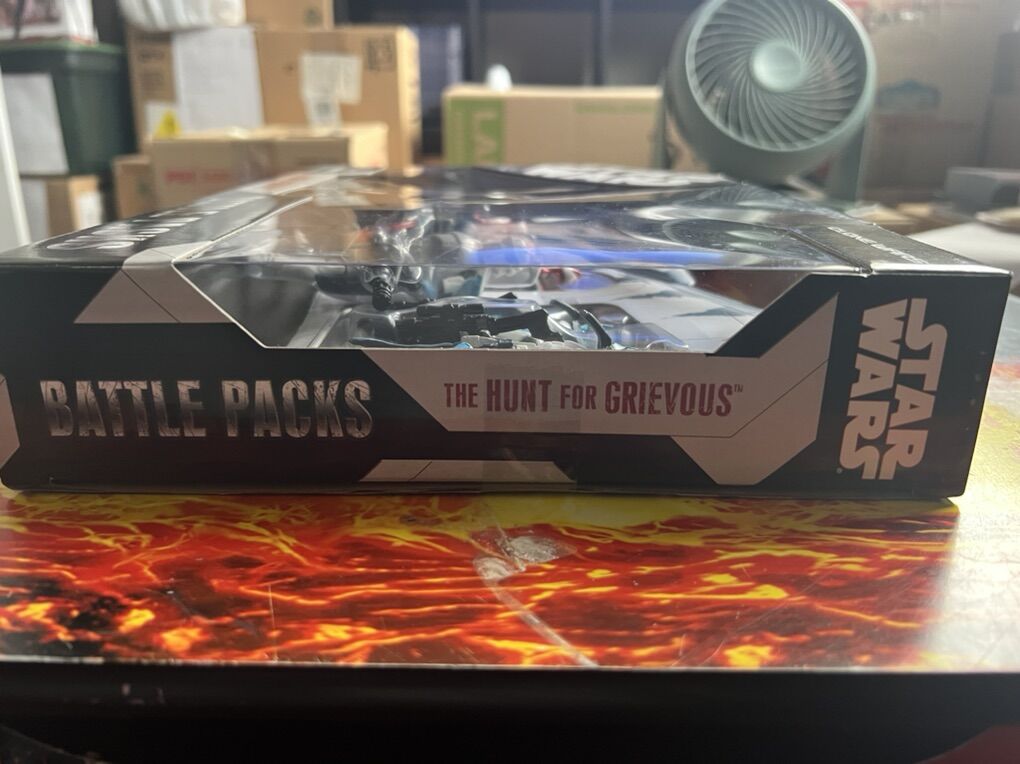 BATTLE PACKS
THE HUNT FOR GRIEVOUS™
STAR
WARS®